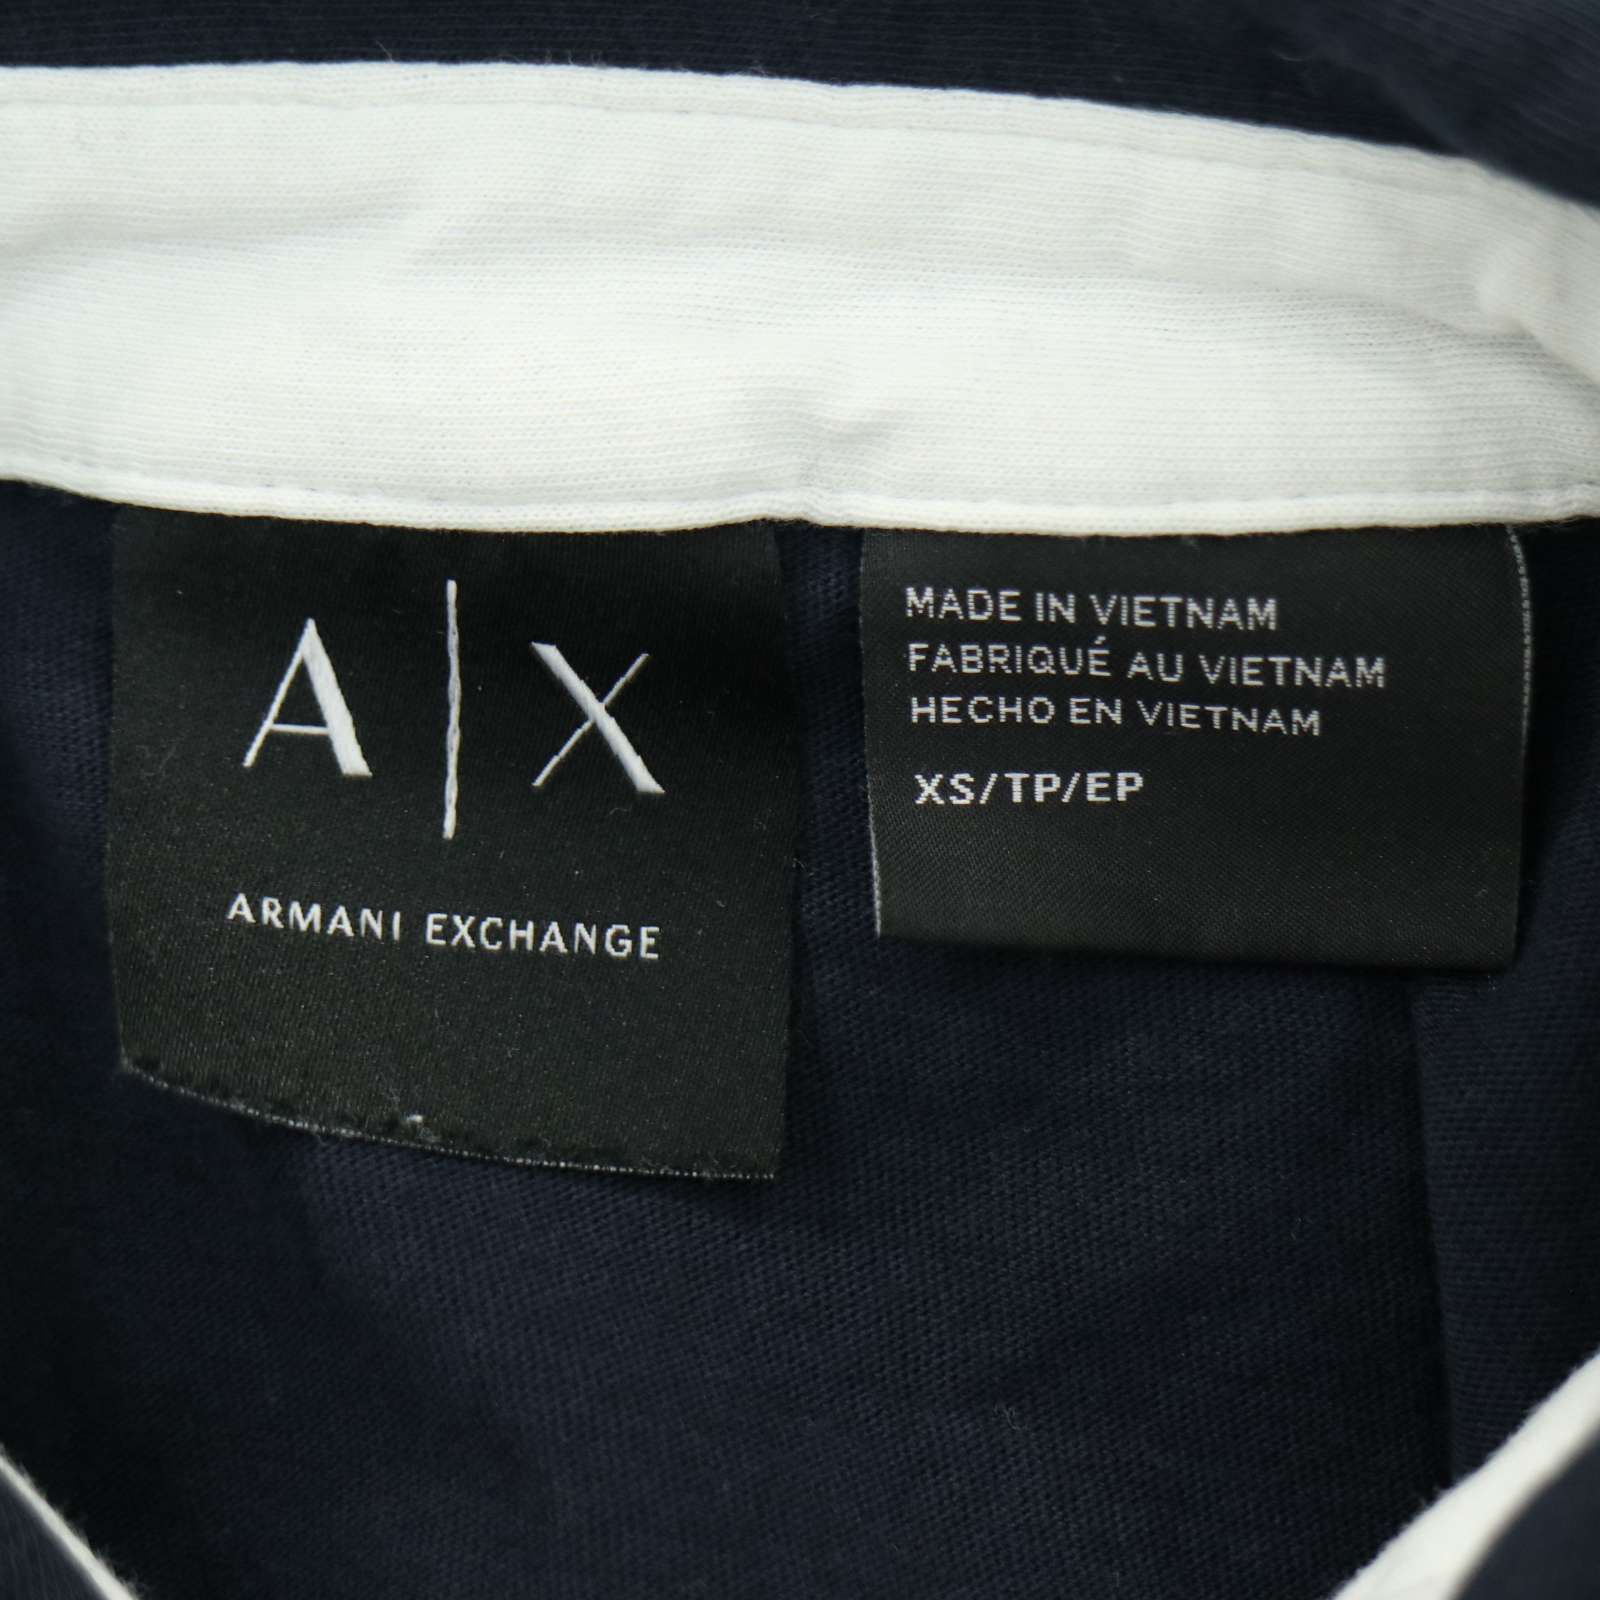 A|X
ARMANI EXCHANGE
MADE IN VIETNAM
FABRIQUÉ AU VIETNAM
HECHO EN VIETNAM
XS/TP/EP